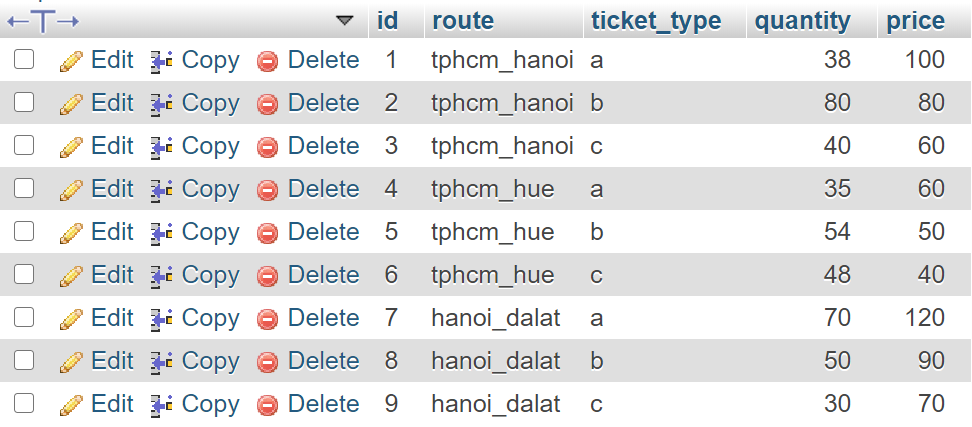 id route ticket_type quantity price
Edit Copy Delete 1 tphcm_hanoi a 38 100
Edit Copy Delete 2 tphcm_hanoi b 80 80
Edit Copy Delete 3 tphcm_hanoi c 40 60
Edit Copy Delete 4 tphcm_hue a 35 60
Edit Copy Delete 5 tphcm_hue b 54 50
Edit Copy Delete 6 tphcm_hue c 48 40
Edit Copy Delete 7 hanoi_dalat a 70 120
Edit Copy Delete 8 hanoi_dalat b 50 90
Edit Copy Delete 9 hanoi_dalat c 30 70